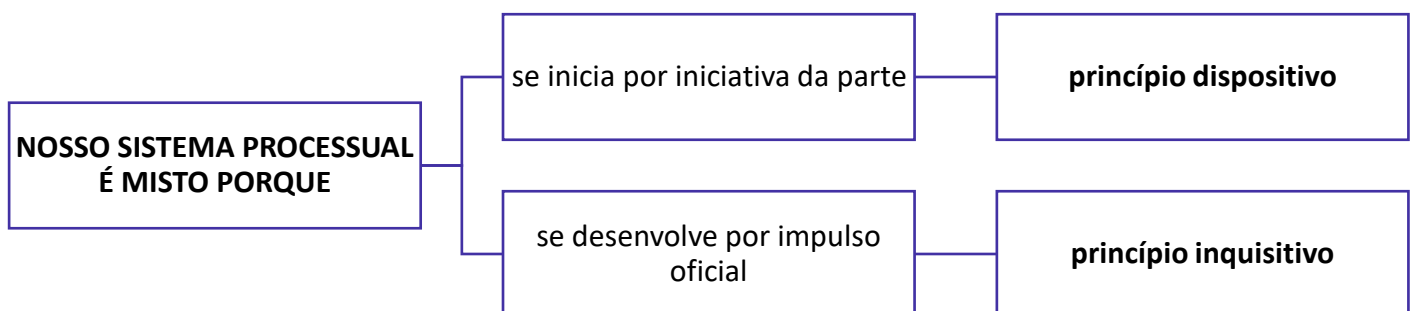 NOSSO SISTEMA PROCESSUAL
É MISTO PORQUE
se inicia por iniciativa da parte
princípio dispositivo
se desenvolve por impulso
oficial
princípio inquisitivo